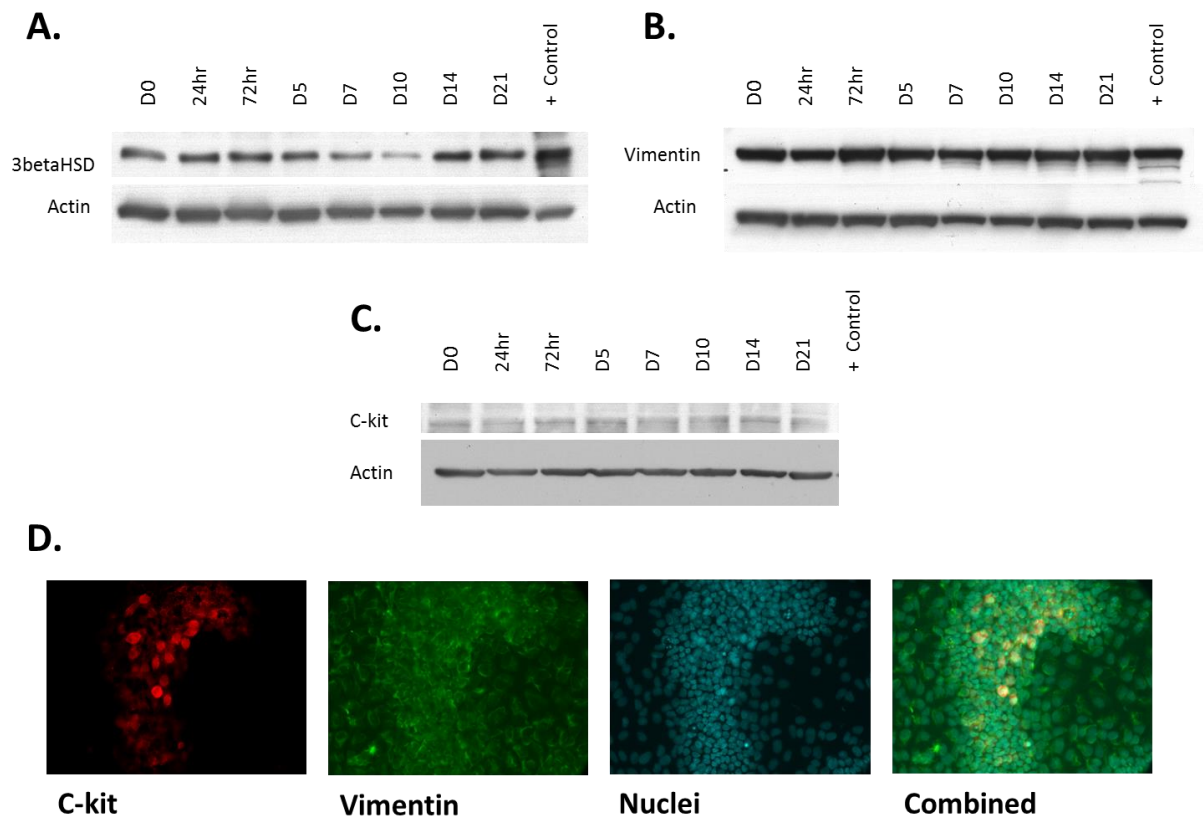 A.
D0 24hr 72hr D5 D7 D10 D14 D21 + Control
3betaHSD
Actin
B.
D0 24hr 72hr D5 D7 D10 D14 D21 + Control
Vimentin
Actin
C.
D0 24hr 72hr D5 D7 D10 D14 D21 + Control
C-kit
Actin
D.
C-kit Vimentin Nuclei Combined